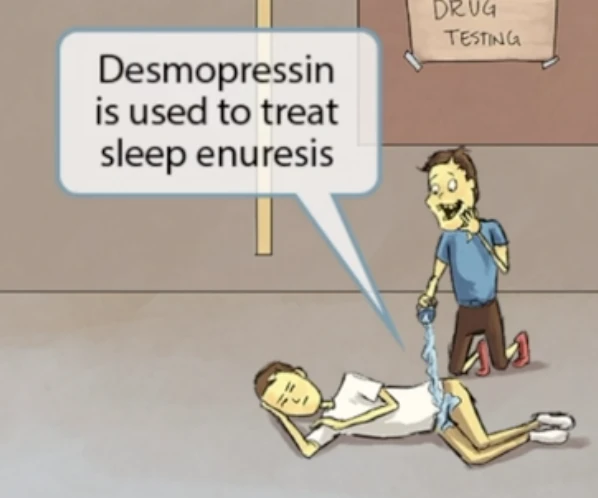 DRUG
TESTING
Desmopressin
is used to treat
sleep enuresis